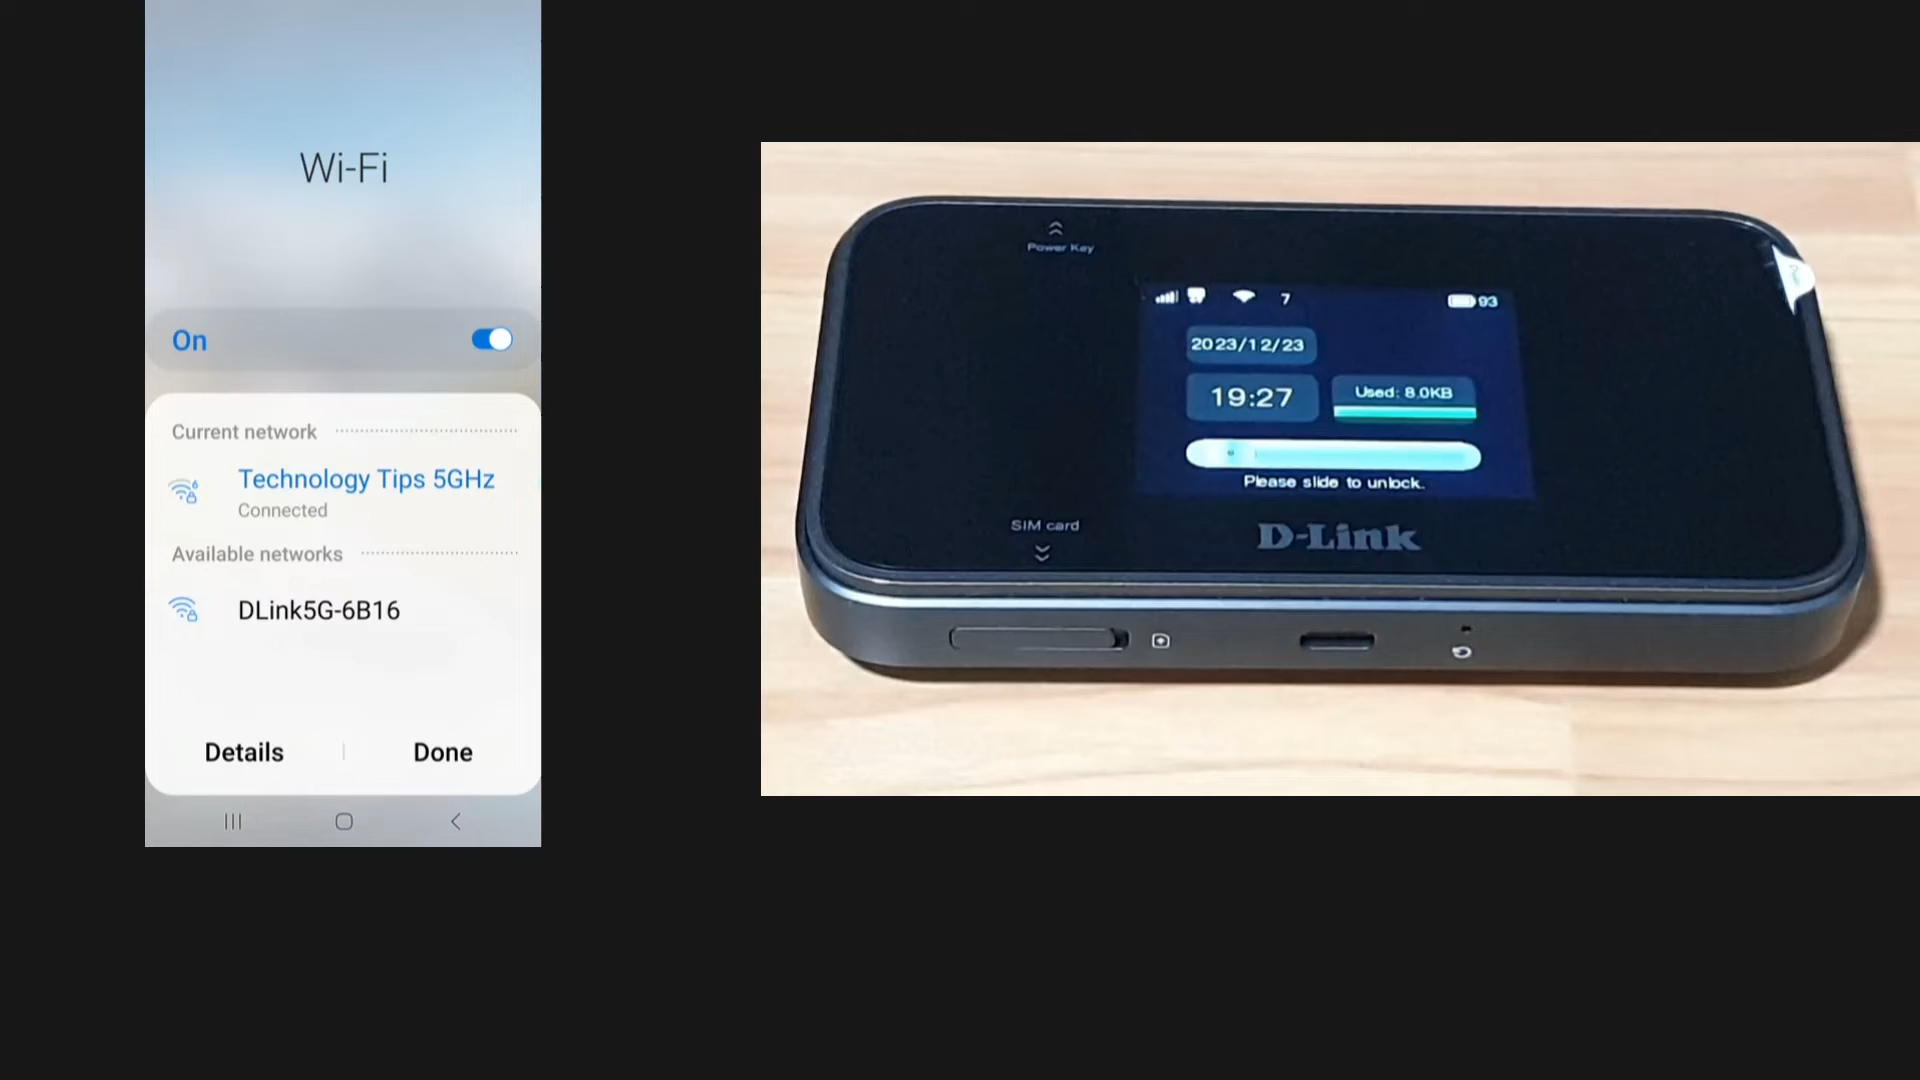 Wi-Fi
On
Current network
Technology Tips 5GHz
Connected
Available networks
DLink5G-6B16
Details
Done
Power Key
7
93
2023/12/23
19:27
Used: 8.0KB
Please slide to unlock.
SIM card
D-Link